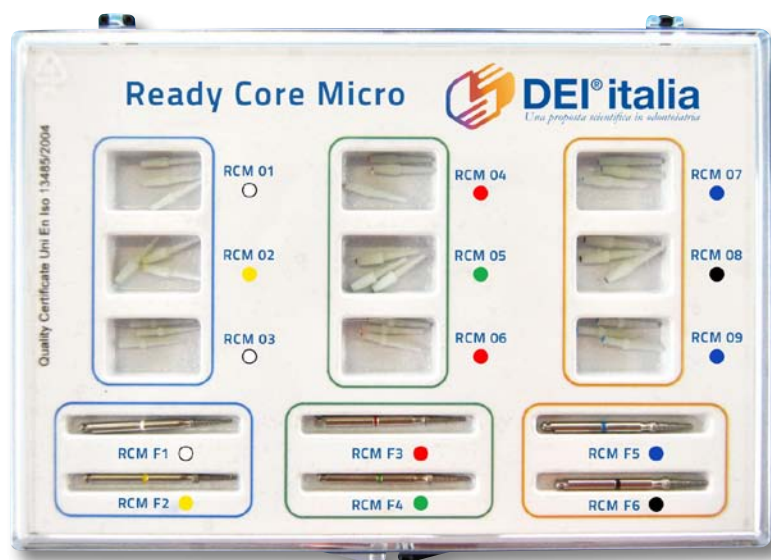 Ready Core Micro
DEI® italia
Una proposta scientifica in odontoiatria
Quality Certificate Uni En Iso 13485/2004
RCM 01
RCM 02
RCM 03
RCM 04
RCM 05
RCM 06
RCM 07
RCM 08
RCM 09
RCM F1
RCM F2
RCM F3
RCM F4
RCM F5
RCM F6